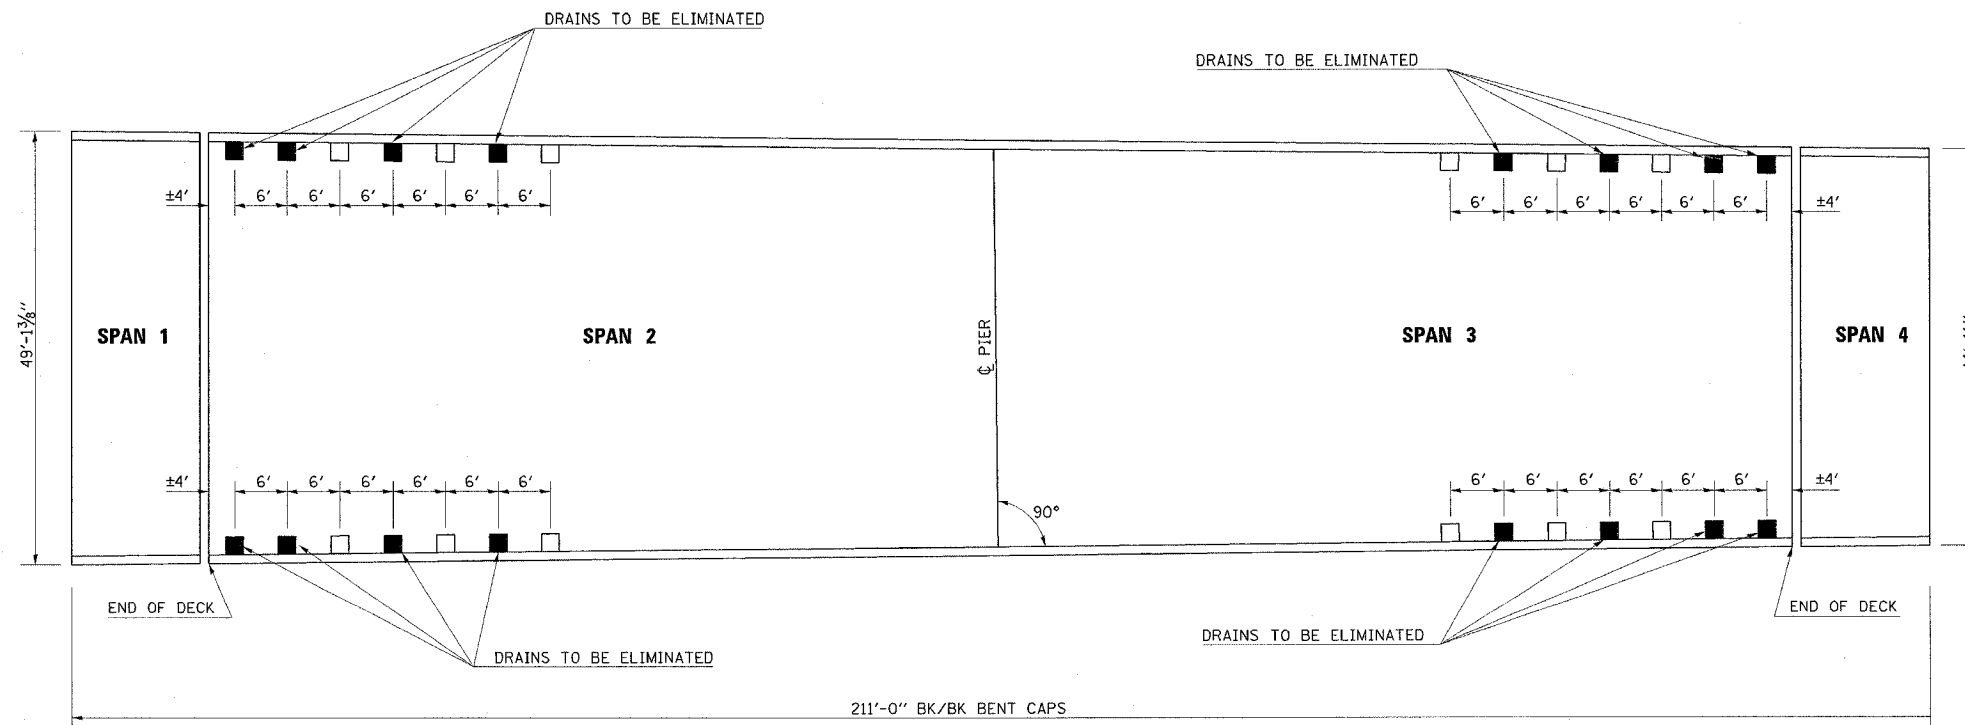 DRAINS TO BE ELIMINATED
DRAINS TO BE ELIMINATED
±4' 6' 6' 6' 6' 6' 6'
6' 6' 6' 6' 6' 6' ±4'
49'-1⅜"
SPAN 1
SPAN 2
℄ PIER
SPAN 3
SPAN 4
±4' 6' 6' 6' 6' 6' 6'
6' 6' 6' 6' 6' 6' ±4'
90°
END OF DECK
END OF DECK
DRAINS TO BE ELIMINATED
DRAINS TO BE ELIMINATED
211'-0" BK/BK BENT CAPS